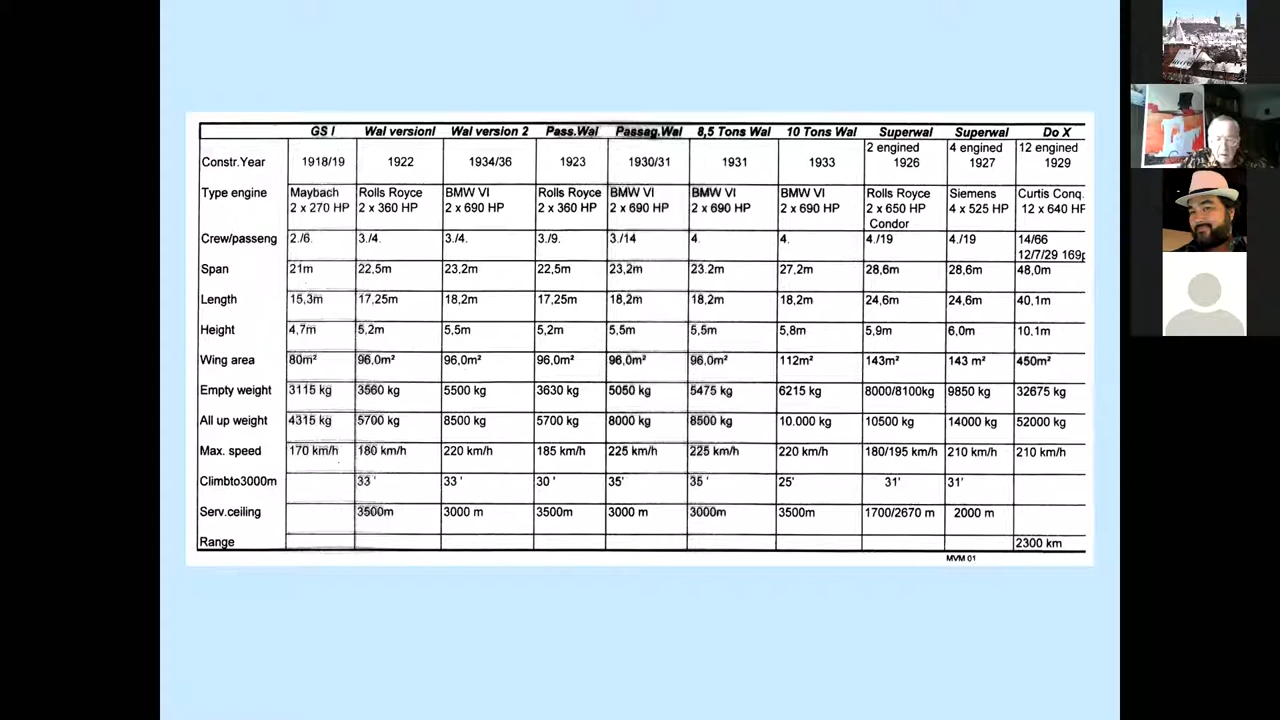 GS I Wal versionI Wal version 2 Pass.Wal Passag.Wal 8,5 Tons Wal 10 Tons Wal Superwal Superwal Do X
2 engined 4 engined 12 engined
Constr.Year 1918/19 1922 1934/36 1923 1930/31 1931 1933 1926 1927 1929
Type engine Maybach Rolls Royce BMW VI Rolls Royce BMW VI BMW VI BMW VI Rolls Royce Siemens Curtis Conq.
2 x 270 HP 2 x 360 HP 2 x 690 HP 2 x 360 HP 2 x 690 HP 2 x 690 HP 2 x 690 HP 2 x 650 HP 4 x 525 HP 12 x 640 HP
Condor
Crew/passeng 2./6. 3./4. 3./4. 3./9. 3./14 4. 4. 4./19 4./19 14/66
12/7/29 169p
Span 21m 22,5m 23,2m 22,5m 23,2m 23.2m 27,2m 28,6m 28,6m 48,0m
Length 15,3m 17,25m 18,2m 17,25m 18,2m 18,2m 18,2m 24,6m 24,6m 40,1m
Height 4,7m 5,2m 5,5m 5,2m 5,5m 5,5m 5,8m 5,9m 6,0m 10,1m
Wing area 80m² 96,0m² 96,0m² 96,0m² 96,0m² 96,0m² 112m² 143m² 143 m² 450m²
Empty weight 3115 kg 3560 kg 5500 kg 3630 kg 5050 kg 5475 kg 6215 kg 8000/8100kg 9850 kg 32675 kg
All up weight 4315 kg 5700 kg 8500 kg 5700 kg 8000 kg 8500 kg 10.000 kg 10500 kg 14000 kg 52000 kg
Max. speed 170 km/h 180 km/h 220 km/h 185 km/h 225 km/h 225 km/h 220 km/h 180/195 km/h 210 km/h 210 km/h
Climbto3000m 33 ' 33 ' 30 ' 35' 35 ' 25' 31' 31'
Serv.ceiling 3500m 3000 m 3500m 3000 m 3000m 3500m 1700/2670 m 2000 m
Range 2300 km
MVM 01